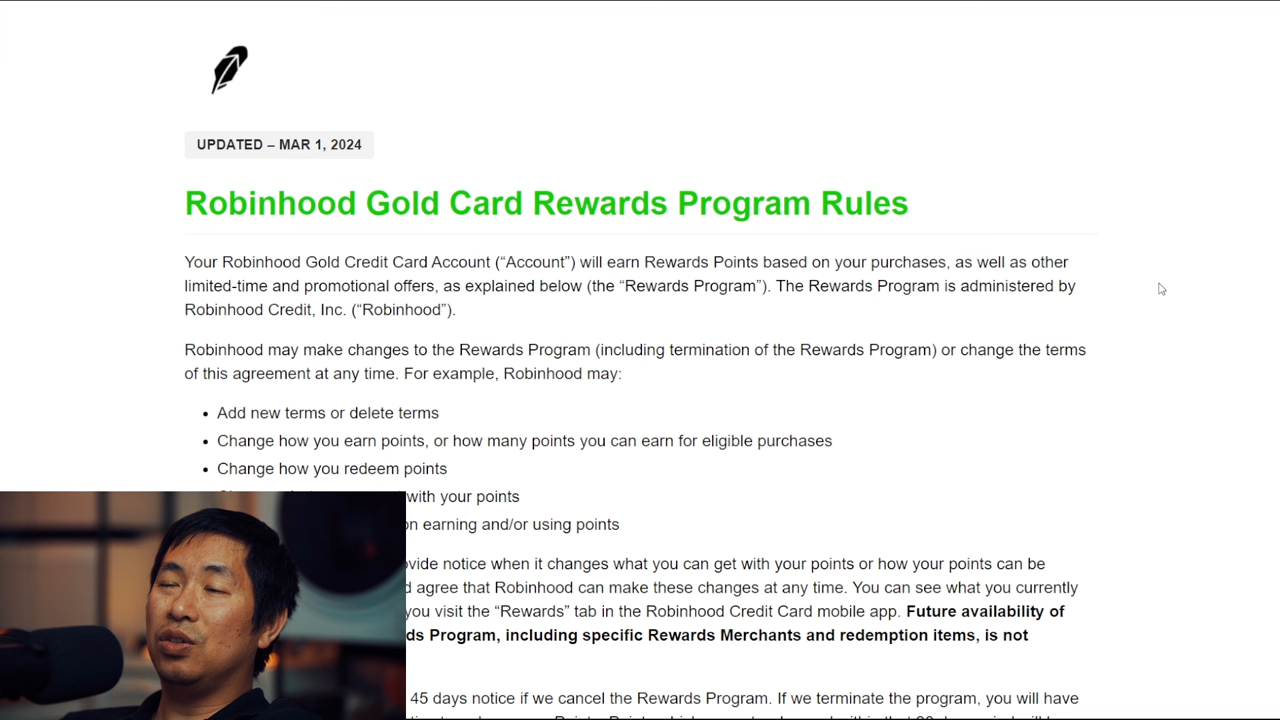 UPDATED – MAR 1, 2024
Robinhood Gold Card Rewards Program Rules
Your Robinhood Gold Credit Card Account (“Account”) will earn Rewards Points based on your purchases, as well as other
limited-time and promotional offers, as explained below (the “Rewards Program”). The Rewards Program is administered by
Robinhood Credit, Inc. (“Robinhood”).
Robinhood may make changes to the Rewards Program (including termination of the Rewards Program) or change the terms
of this agreement at any time. For example, Robinhood may:
• Add new terms or delete terms
• Change how you earn points, or how many points you can earn for eligible purchases
• Change how you redeem points
with your points
on earning and/or using points
notice when it changes what you can get with your points or how your points can be
agree that Robinhood can make these changes at any time. You can see what you currently
you visit the “Rewards” tab in the Robinhood Credit Card mobile app. Future availability of
Program, including specific Rewards Merchants and redemption items, is not
45 days notice if we cancel the Rewards Program. If we terminate the program, you will have